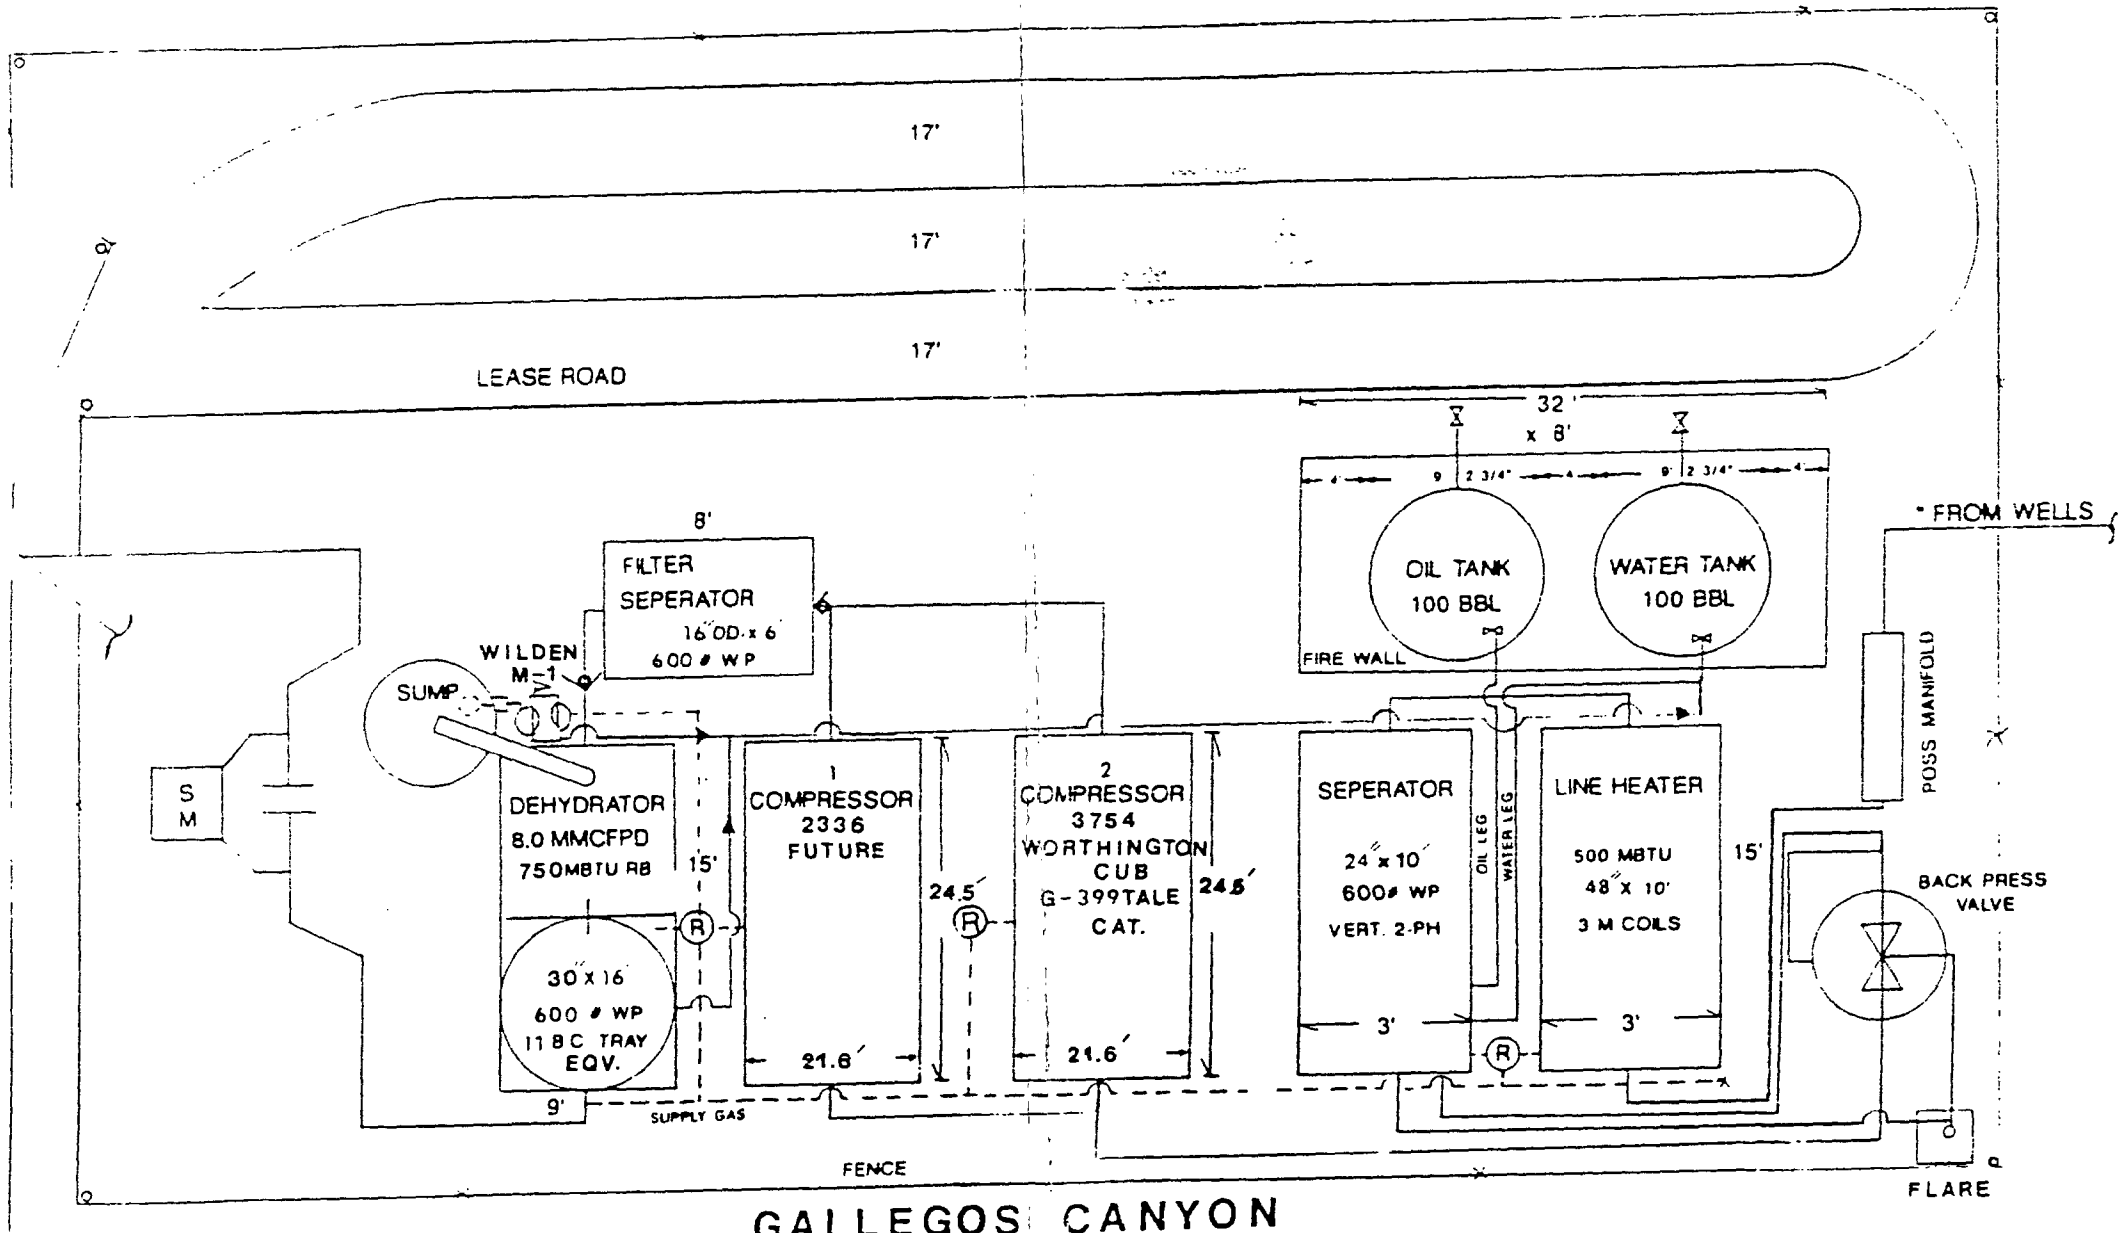 17'
17'
17'
LEASE ROAD
32'
x 8'
4'
9' 2 3/4"
4
9' 2 3/4"
4'
"FROM WELLS
8'
FILTER
SEPERATOR
16" OD. x 6'
600 # WP
WILDEN
M-1
SUMP
OIL TANK
100 BBL
WATER TANK
100 BBL
FIRE WALL
POSS MANIFOLD
S
M
DEHYDRATOR
8.0 MMCFPD
750MBTU RB
15'
R
30" X 16'
600 # WP
11 BC TRAY
EQV.
9'
SUPPLY GAS
1
COMPRESSOR
2336
FUTURE
24.5'
21.6'
R
2
COMPRESSOR
3754
WORTHINGTON
CUB
G-399TALE
CAT.
24.5'
21.6'
SEPERATOR
24" x 10'
600# WP
VERT. 2-PH
3'
OIL LEG
WATER LEG
R
LINE HEATER
500 MBTU
48" X 10'
3 M COILS
3'
15'
BACK PRESS
VALVE
FLARE
FENCE
GALLEGOS CANYON